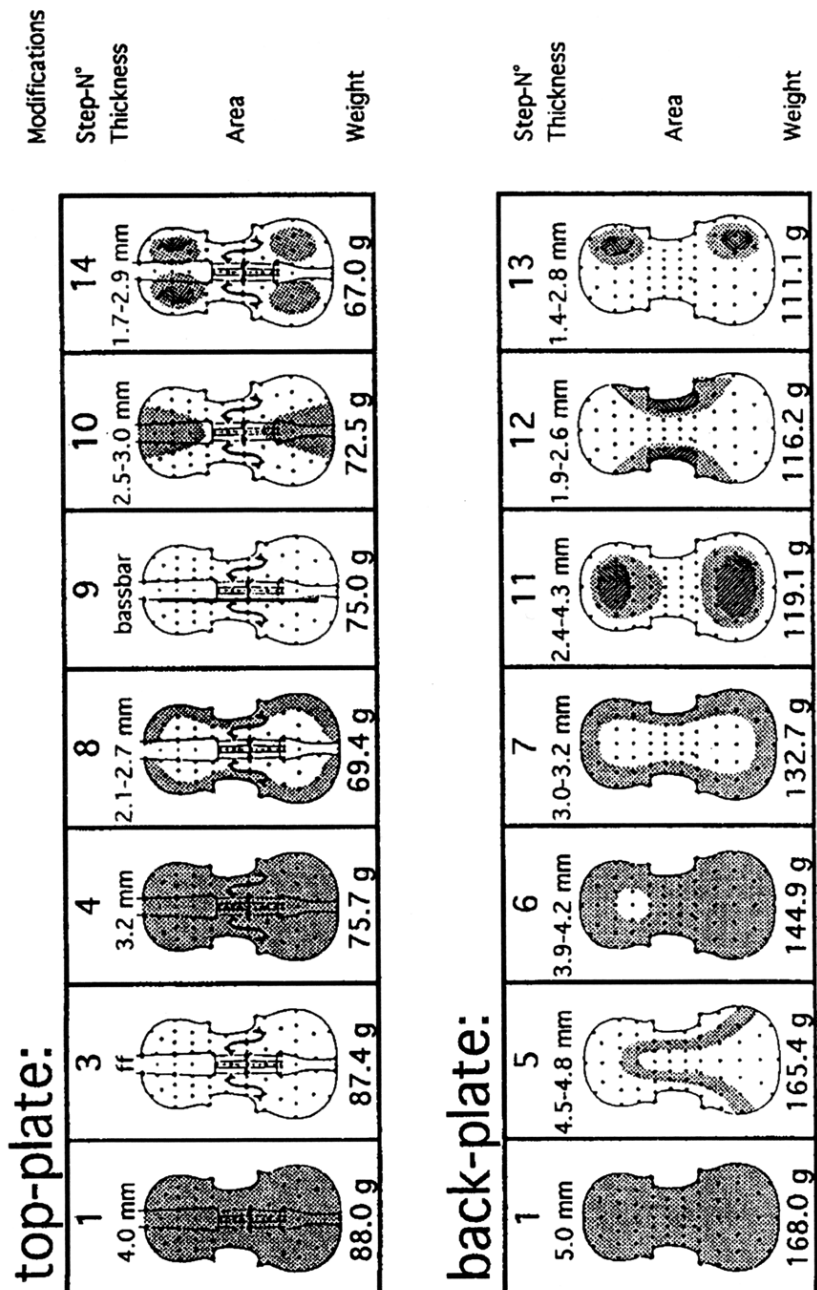 top-plate:
Modifications
1 3 4 8 9 10 14 Step-N°
4.0 mm ff 3.2 mm 2.1-2.7 mm bassbar 2.5-3.0 mm 1.7-2.9 mm Thickness
Area
88.0 g 87.4 g 75.7 g 69.4 g 75.0 g 72.5 g 67.0 g Weight
back-plate:
1 5 6 7 11 12 13 Step-N°
5.0 mm 4.5-4.8 mm 3.9-4.2 mm 3.0-3.2 mm 2.4-4.3 mm 1.9-2.6 mm 1.4-2.8 mm Thickness
Area
168.0 g 165.4 g 144.9 g 132.7 g 119.1 g 116.2 g 111.1 g Weight